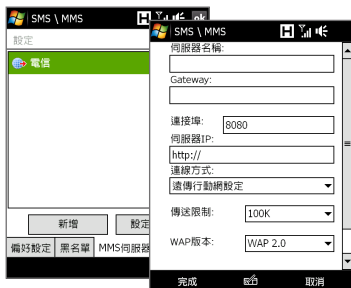 SMS \ MMS
ok
設定
電信
新增
設定
偏好設定
黑名單
MMS伺服器
SMS \ MMS
伺服器名稱:
Gateway:
連接埠:
8080
伺服器IP:
http://
連線方式:
遠傳行動網設定
傳送限制:
100K
WAP版本:
WAP 2.0
完成
取消